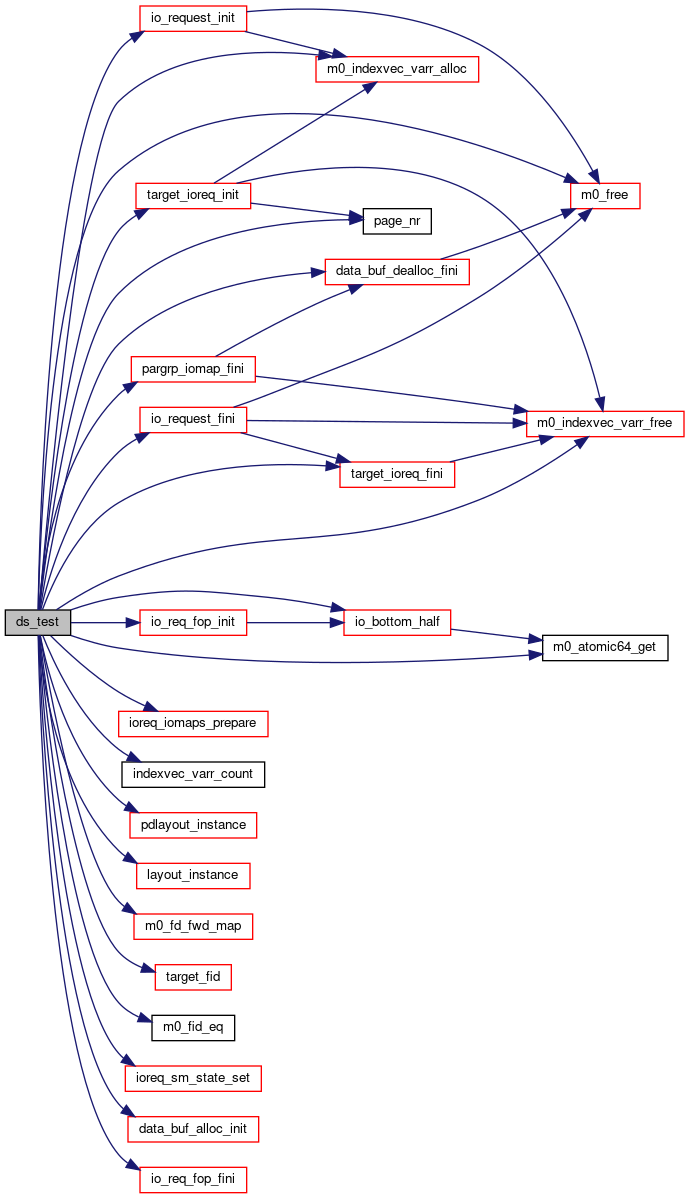 io_request_init
m0_indexvec_varr_alloc
target_ioreq_init
m0_free
page_nr
data_buf_dealloc_fini
pargrp_iomap_fini
io_request_fini
m0_indexvec_varr_free
target_ioreq_fini
ds_test
io_req_fop_init
io_bottom_half
m0_atomic64_get
ioreq_iomaps_prepare
indexvec_varr_count
pdlayout_instance
layout_instance
m0_fd_fwd_map
target_fid
m0_fid_eq
ioreq_sm_state_set
data_buf_alloc_init
io_req_fop_fini